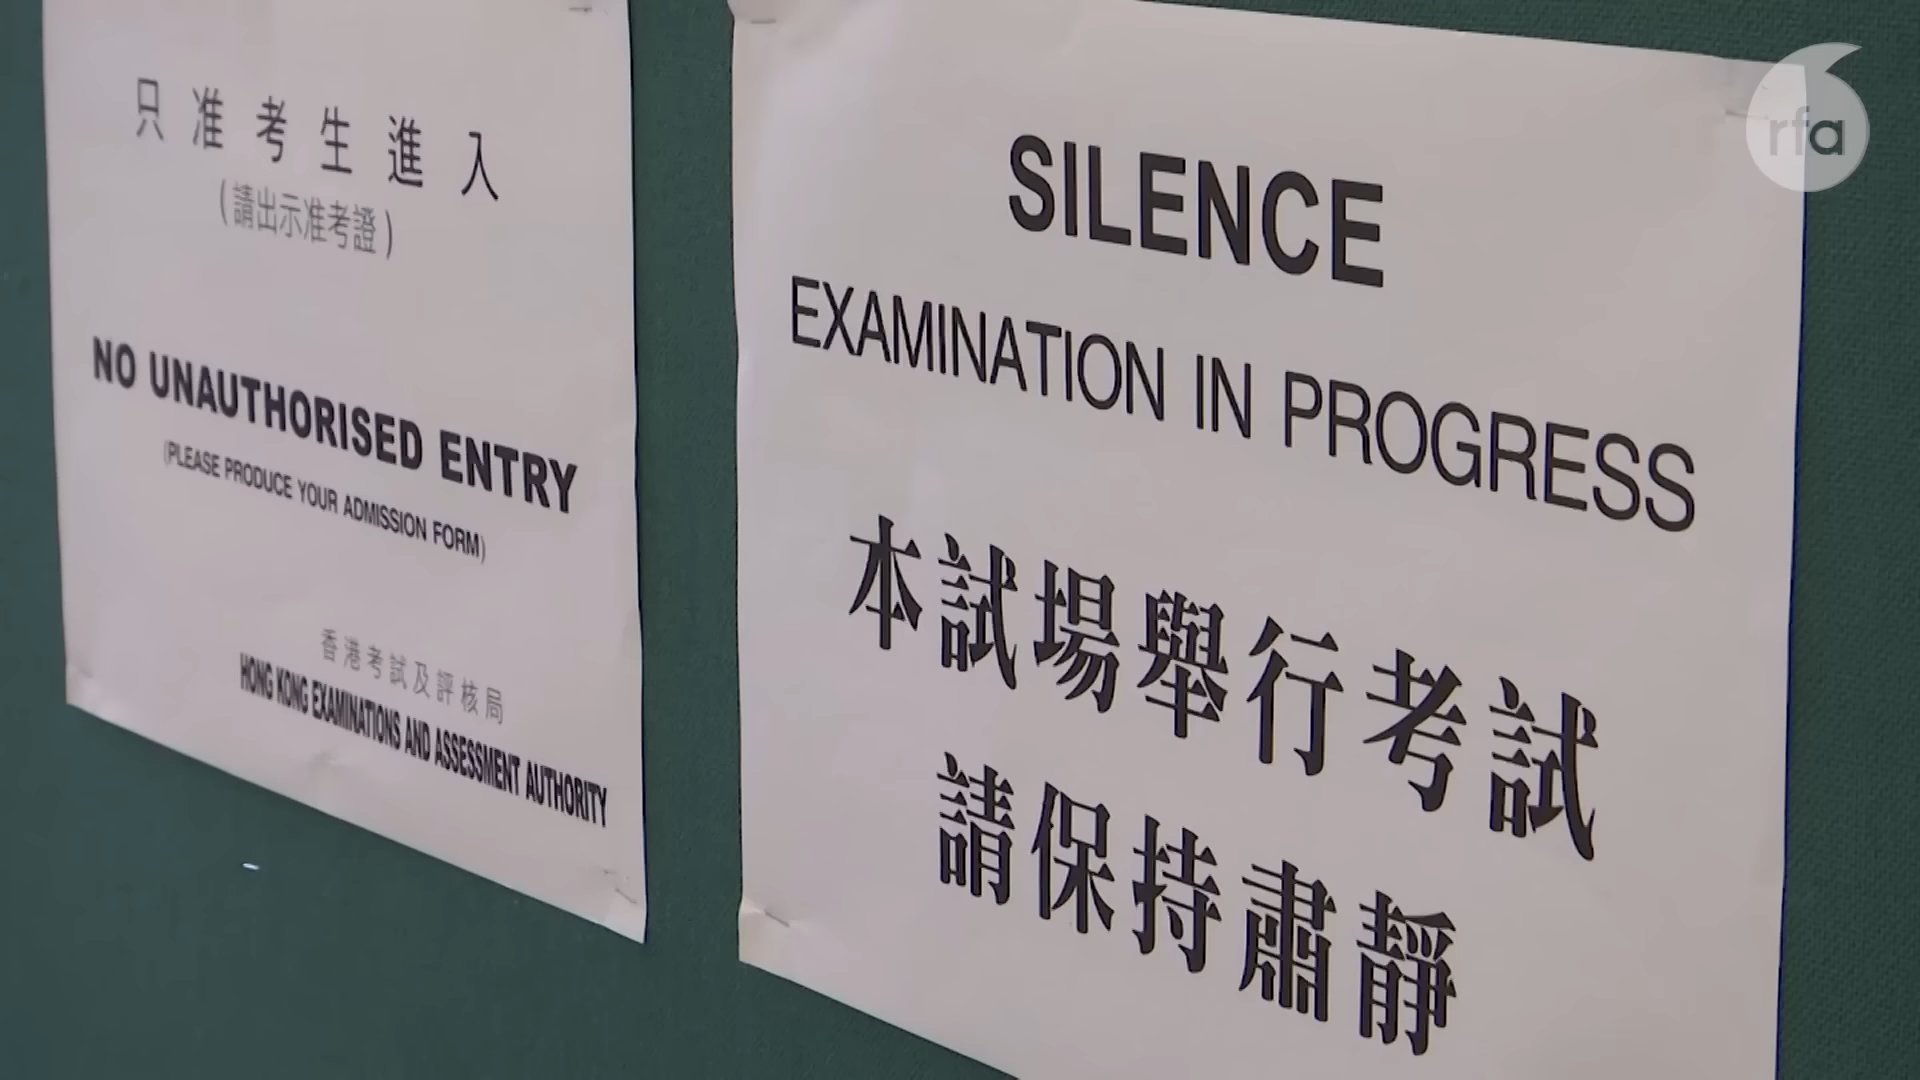 只准考生進入
(請出示准考證)
NO UNAUTHORISED ENTRY
(PLEASE PRODUCE YOUR ADMISSION FORM)
香港考試及評核局
HONG KONG EXAMINATIONS AND ASSESSMENT AUTHORITY
SILENCE
EXAMINATION IN PROGRESS
本試場舉行考試
請保持肅靜
rfa